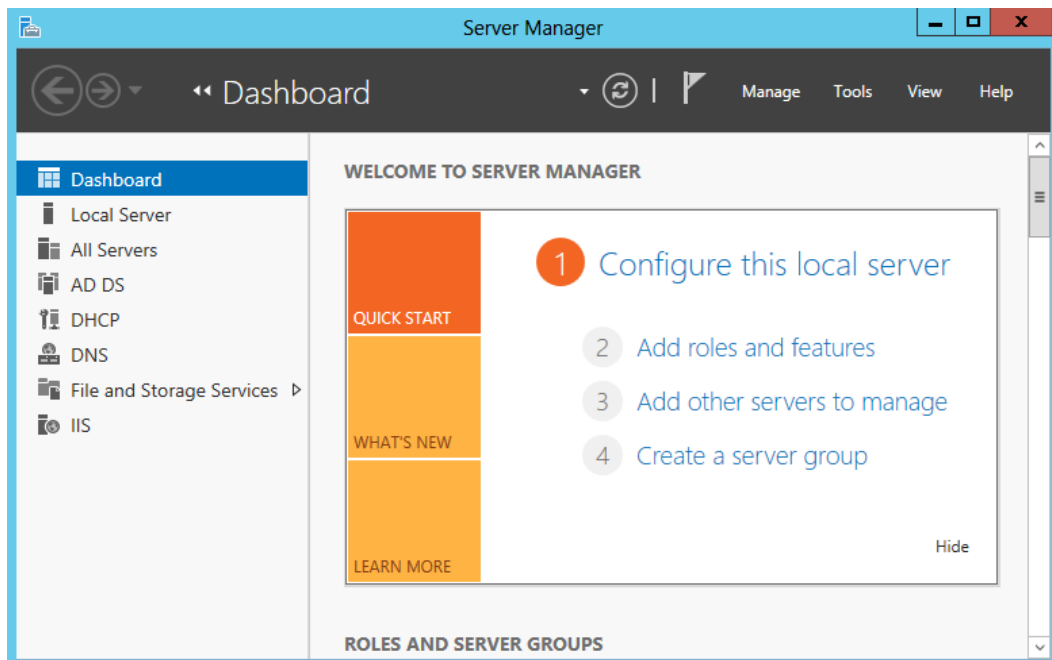 Server Manager
Dashboard
Manage Tools View Help
Dashboard
Local Server
All Servers
AD DS
DHCP
DNS
File and Storage Services
IIS
WELCOME TO SERVER MANAGER
QUICK START
WHAT'S NEW
LEARN MORE
1 Configure this local server
2 Add roles and features
3 Add other servers to manage
4 Create a server group
Hide
ROLES AND SERVER GROUPS